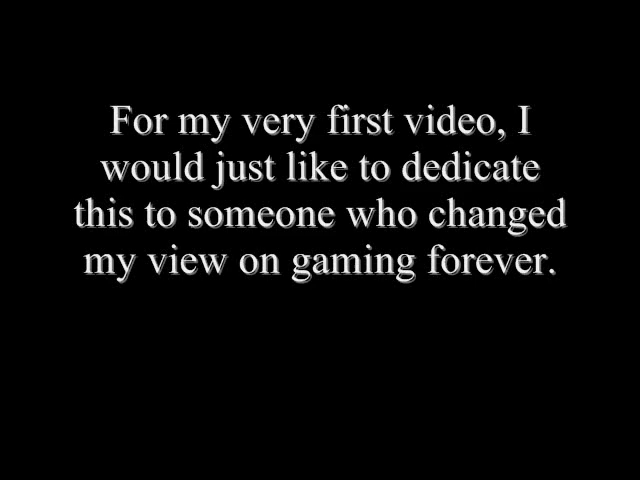 For my very first video, I
would just like to dedicate
this to someone who changed
my view on gaming forever.